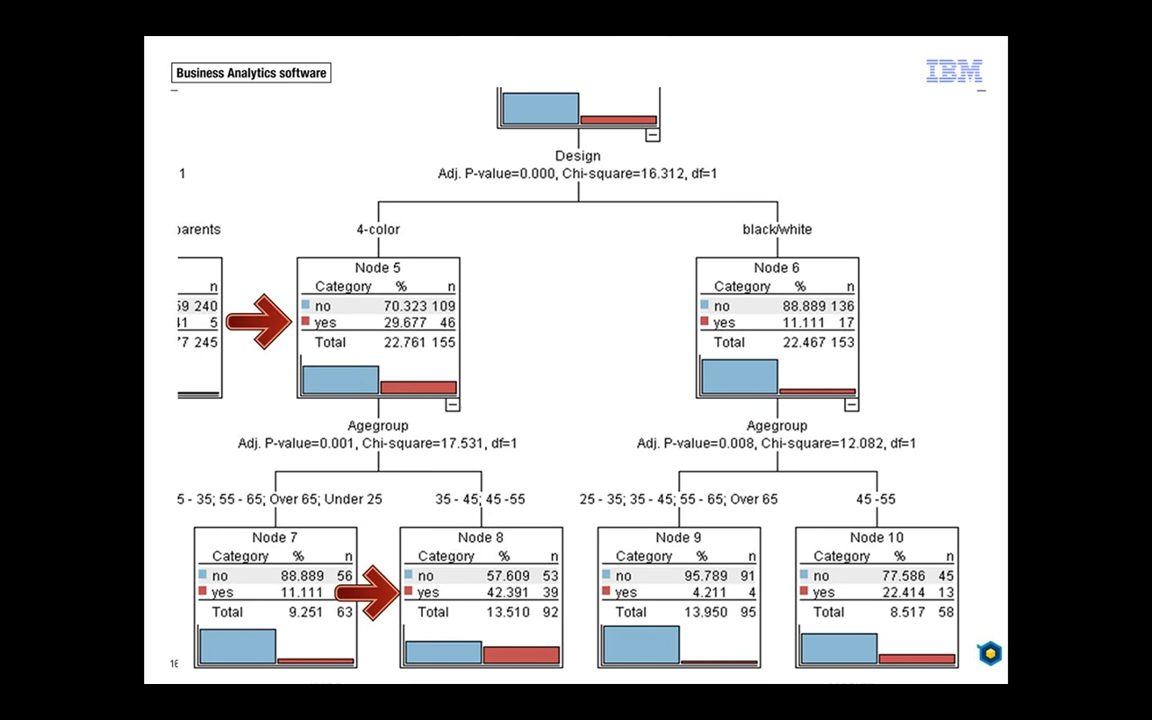 Business Analytics software
IBM
Design
Adj. P-value=0.000, Chi-square=16.312, df=1
1
parents
4-color
black/white
n
59 240
41 5
77 245
Node 5
Category % n
no 70.323 109
yes 29.677 46
Total 22.761 155
Node 6
Category % n
no 88.889 136
yes 11.111 17
Total 22.467 153
Agegroup
Adj. P-value=0.001, Chi-square=17.531, df=1
Agegroup
Adj. P-value=0.008, Chi-square=12.082, df=1
5 - 35; 55 - 65; Over 65; Under 25
35 - 45; 45 -55
25 - 35; 35 - 45; 55 - 65; Over 65
45 -55
Node 7
Category % n
no 88.889 56
yes 11.111
Total 9.251 63
Node 8
Category % n
no 57.609 53
yes 42.391 39
Total 13.510 92
Node 9
Category % n
no 95.789 91
yes 4.211 4
Total 13.950 95
Node 10
Category % n
no 77.586 45
yes 22.414 13
Total 8.517 58
16